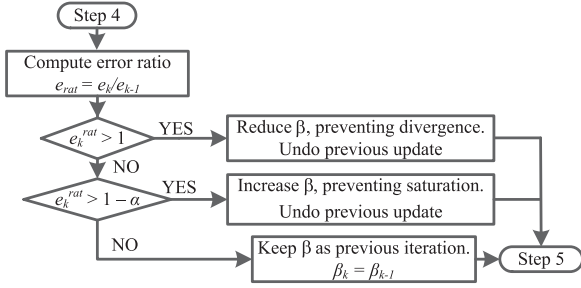 Step 4
Compute error ratio
e_rat = e_k/e_{k-1}
e_k^{rat} > 1
YES
Reduce β, preventing divergence.
Undo previous update
NO
e_k^{rat} > 1 − α
YES
Increase β, preventing saturation.
Undo previous update
NO
Keep β as previous iteration.
β_k = β_{k-1}
Step 5